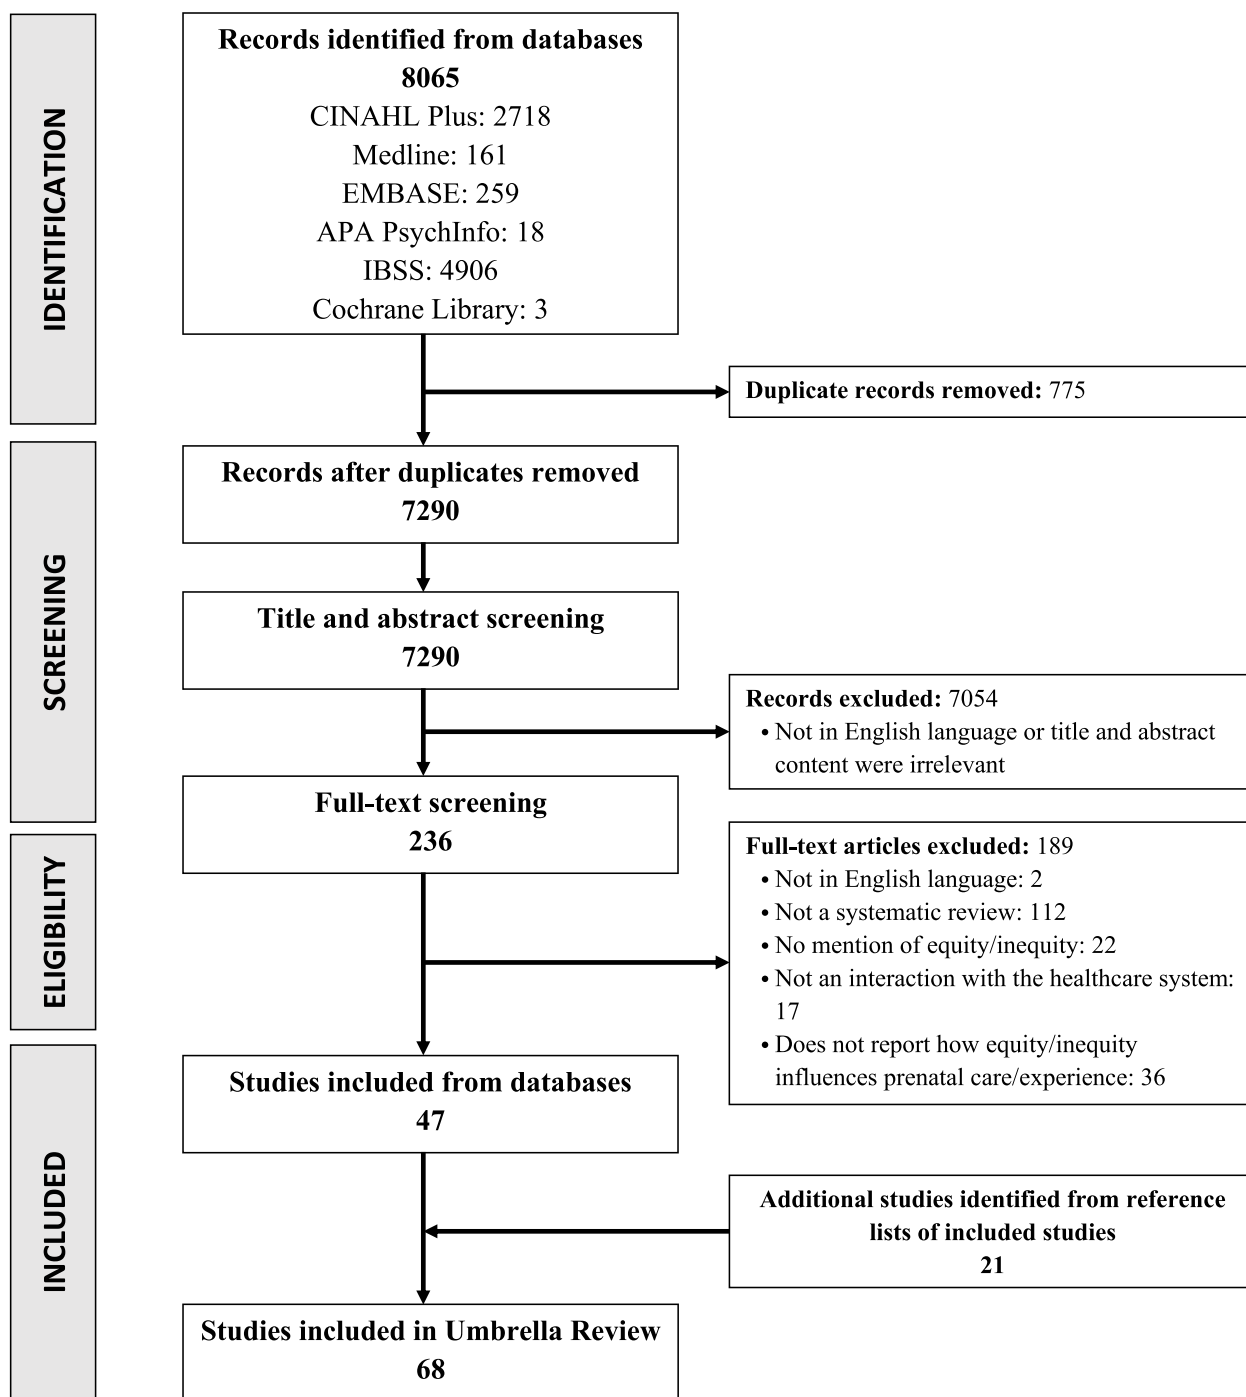 IDENTIFICATION
Records identified from databases
8065
CINAHL Plus: 2718
Medline: 161
EMBASE: 259
APA PsychInfo: 18
IBSS: 4906
Cochrane Library: 3
Duplicate records removed: 775
SCREENING
Records after duplicates removed
7290
Title and abstract screening
7290
Records excluded: 7054
• Not in English language or title and abstract
content were irrelevant
Full-text screening
236
ELIGIBILITY
Full-text articles excluded: 189
• Not in English language: 2
• Not a systematic review: 112
• No mention of equity/inequity: 22
• Not an interaction with the healthcare system:
17
• Does not report how equity/inequity
influences prenatal care/experience: 36
INCLUDED
Studies included from databases
47
Additional studies identified from reference
lists of included studies
21
Studies included in Umbrella Review
68